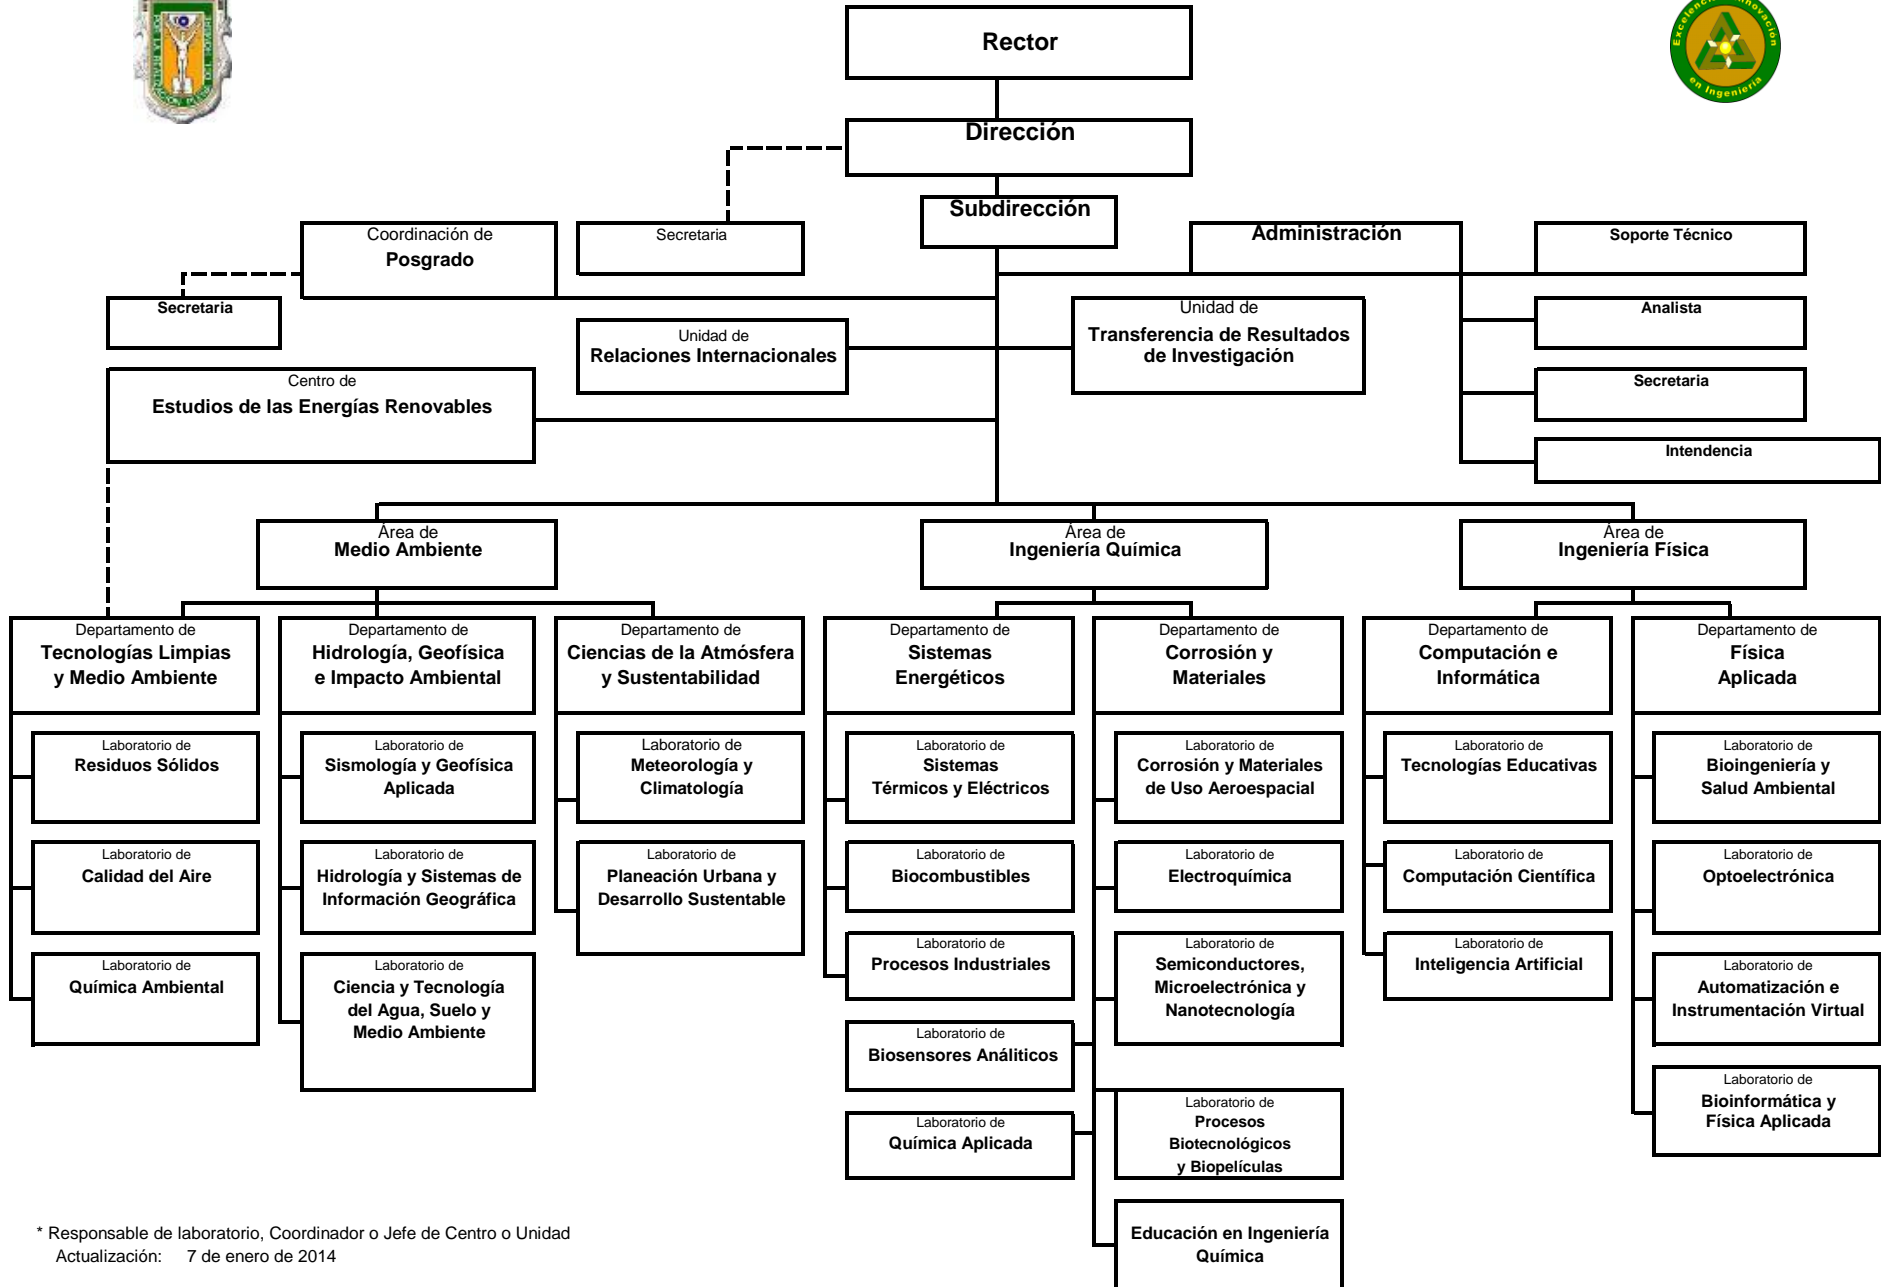 Excelencia e Innovación
en Ingeniería
POR LA REALIZACIÓN PLENA DEL HOMBRE
Rector
Dirección
Subdirección
Coordinación de
Posgrado
Secretaria
Administración
Soporte Técnico
Secretaria
Unidad de
Relaciones Internacionales
Unidad de
Transferencia de Resultados
de Investigación
Analista
Centro de
Estudios de las Energías Renovables
Secretaria
Intendencia
Área de
Medio Ambiente
Área de
Ingeniería Química
Área de
Ingeniería Física
Departamento de
Tecnologías Limpias
y Medio Ambiente
Departamento de
Hidrología, Geofísica
e Impacto Ambiental
Departamento de
Ciencias de la Atmósfera
y Sustentabilidad
Departamento de
Sistemas
Energéticos
Departamento de
Corrosión y
Materiales
Departamento de
Computación e
Informática
Departamento de
Física
Aplicada
Laboratorio de
Residuos Sólidos
Laboratorio de
Sismología y Geofísica
Aplicada
Laboratorio de
Meteorología y
Climatología
Laboratorio de
Sistemas
Térmicos y Eléctricos
Laboratorio de
Corrosión y Materiales
de Uso Aeroespacial
Laboratorio de
Tecnologías Educativas
Laboratorio de
Bioingeniería y
Salud Ambiental
Laboratorio de
Calidad del Aire
Laboratorio de
Hidrología y Sistemas de
Información Geográfica
Laboratorio de
Planeación Urbana y
Desarrollo Sustentable
Laboratorio de
Biocombustibles
Laboratorio de
Electroquímica
Laboratorio de
Computación Científica
Laboratorio de
Optoelectrónica
Laboratorio de
Química Ambiental
Laboratorio de
Ciencia y Tecnología
del Agua, Suelo y
Medio Ambiente
Laboratorio de
Procesos Industriales
Laboratorio de
Semiconductores,
Microelectrónica y
Nanotecnología
Laboratorio de
Inteligencia Artificial
Laboratorio de
Automatización e
Instrumentación Virtual
Laboratorio de
Biosensores Análiticos
Laboratorio de
Procesos
Biotecnológicos
y Biopelículas
Laboratorio de
Bioinformática y
Física Aplicada
Laboratorio de
Química Aplicada
Educación en Ingeniería
Química
* Responsable de laboratorio, Coordinador o Jefe de Centro o Unidad
Actualización: 7 de enero de 2014